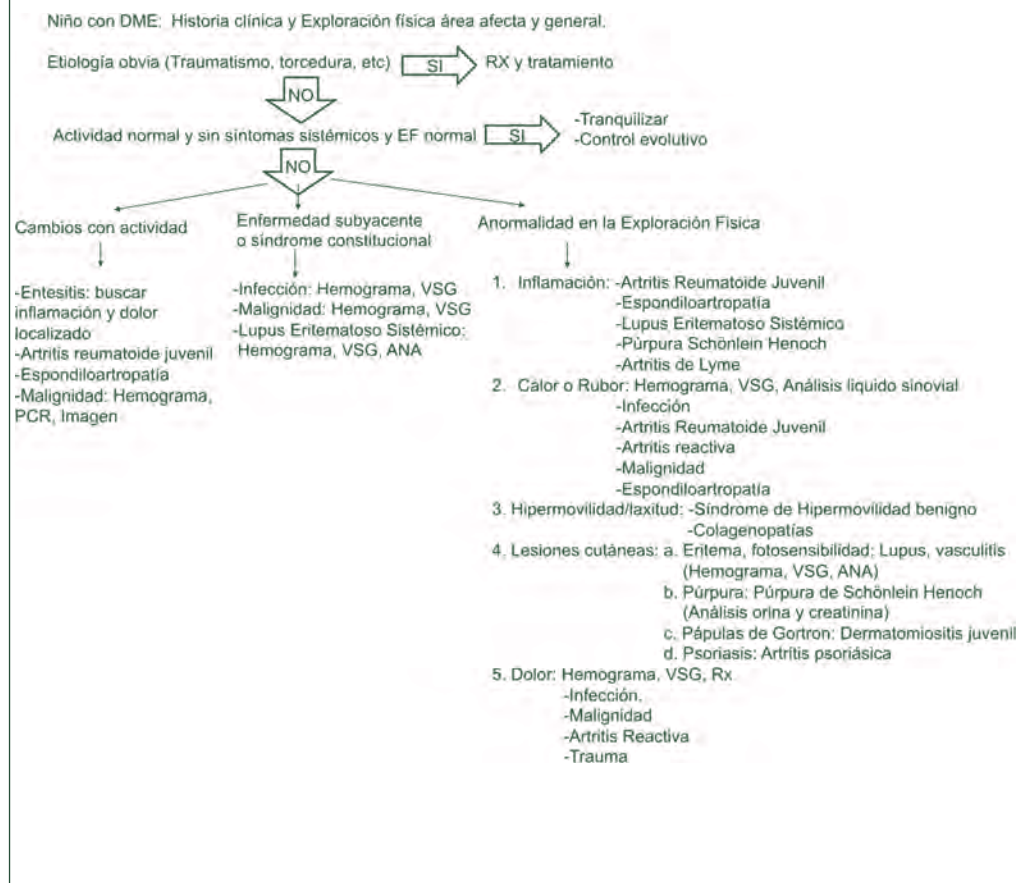 Niño con DME: Historia clínica y Exploración física área afecta y general.
Etiología obvia (Traumatismo, torcedura, etc) SI RX y tratamiento
NO
Actividad normal y sin síntomas sistémicos y EF normal SI -Tranquilizar
-Control evolutivo
NO
Cambios con actividad
-Entesitis: buscar
inflamación y dolor
localizado
-Artritis reumatoide juvenil
-Espondiloartropatía
-Malignidad: Hemograma,
PCR, Imagen
Enfermedad subyacente
o síndrome constitucional
-Infección: Hemograma, VSG
-Malignidad: Hemograma, VSG
-Lupus Eritematoso Sistémico:
Hemograma, VSG, ANA
Anormalidad en la Exploración Física
1. Inflamación: -Artritis Reumatoide Juvenil
-Espondiloartropatía
-Lupus Eritematoso Sistémico
-Púrpura Schönlein Henoch
-Artritis de Lyme
2. Calor o Rubor: Hemograma, VSG, Análisis liquido sinovial
-Infección
-Artritis Reumatoide Juvenil
-Artritis reactiva
-Malignidad
-Espondiloartropatía
3. Hipermovilidad/laxitud: -Síndrome de Hipermovilidad benigno
-Colagenopatías
4. Lesiones cutáneas: a. Eritema, fotosensibilidad: Lupus, vasculitis
(Hemograma, VSG, ANA)
b. Púrpura: Púrpura de Schönlein Henoch
(Análisis orina y creatinina)
c. Pápulas de Gortron: Dermatomiositis juvenil
d. Psoriasis: Artritis psoriásica
5. Dolor: Hemograma, VSG, Rx
-Infección.
-Malignidad
-Artritis Reactiva
-Trauma